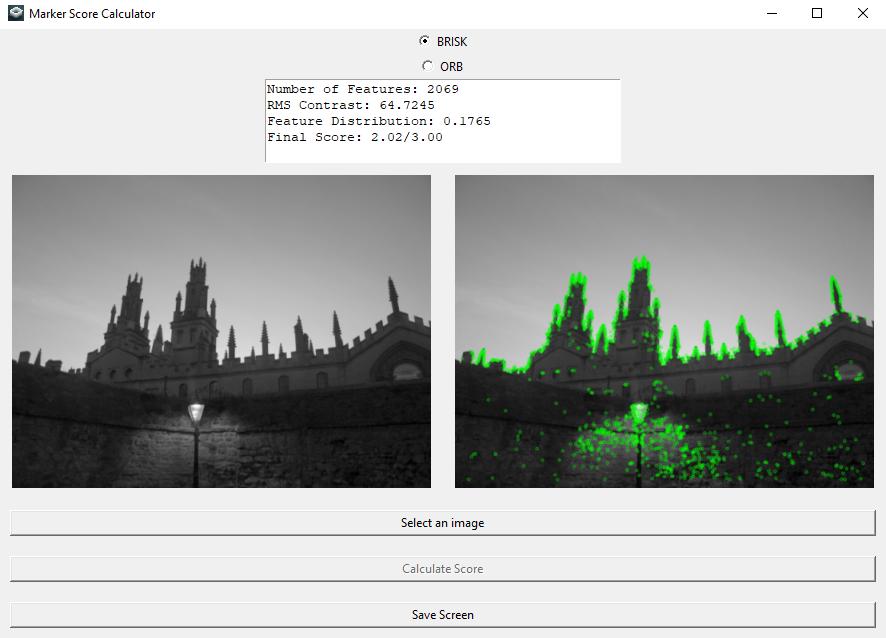 Marker Score Calculator
BRISK
ORB
Number of Features: 2069
RMS Contrast: 64.7245
Feature Distribution: 0.1765
Final Score: 2.02/3.00
Select an image
Calculate Score
Save Screen